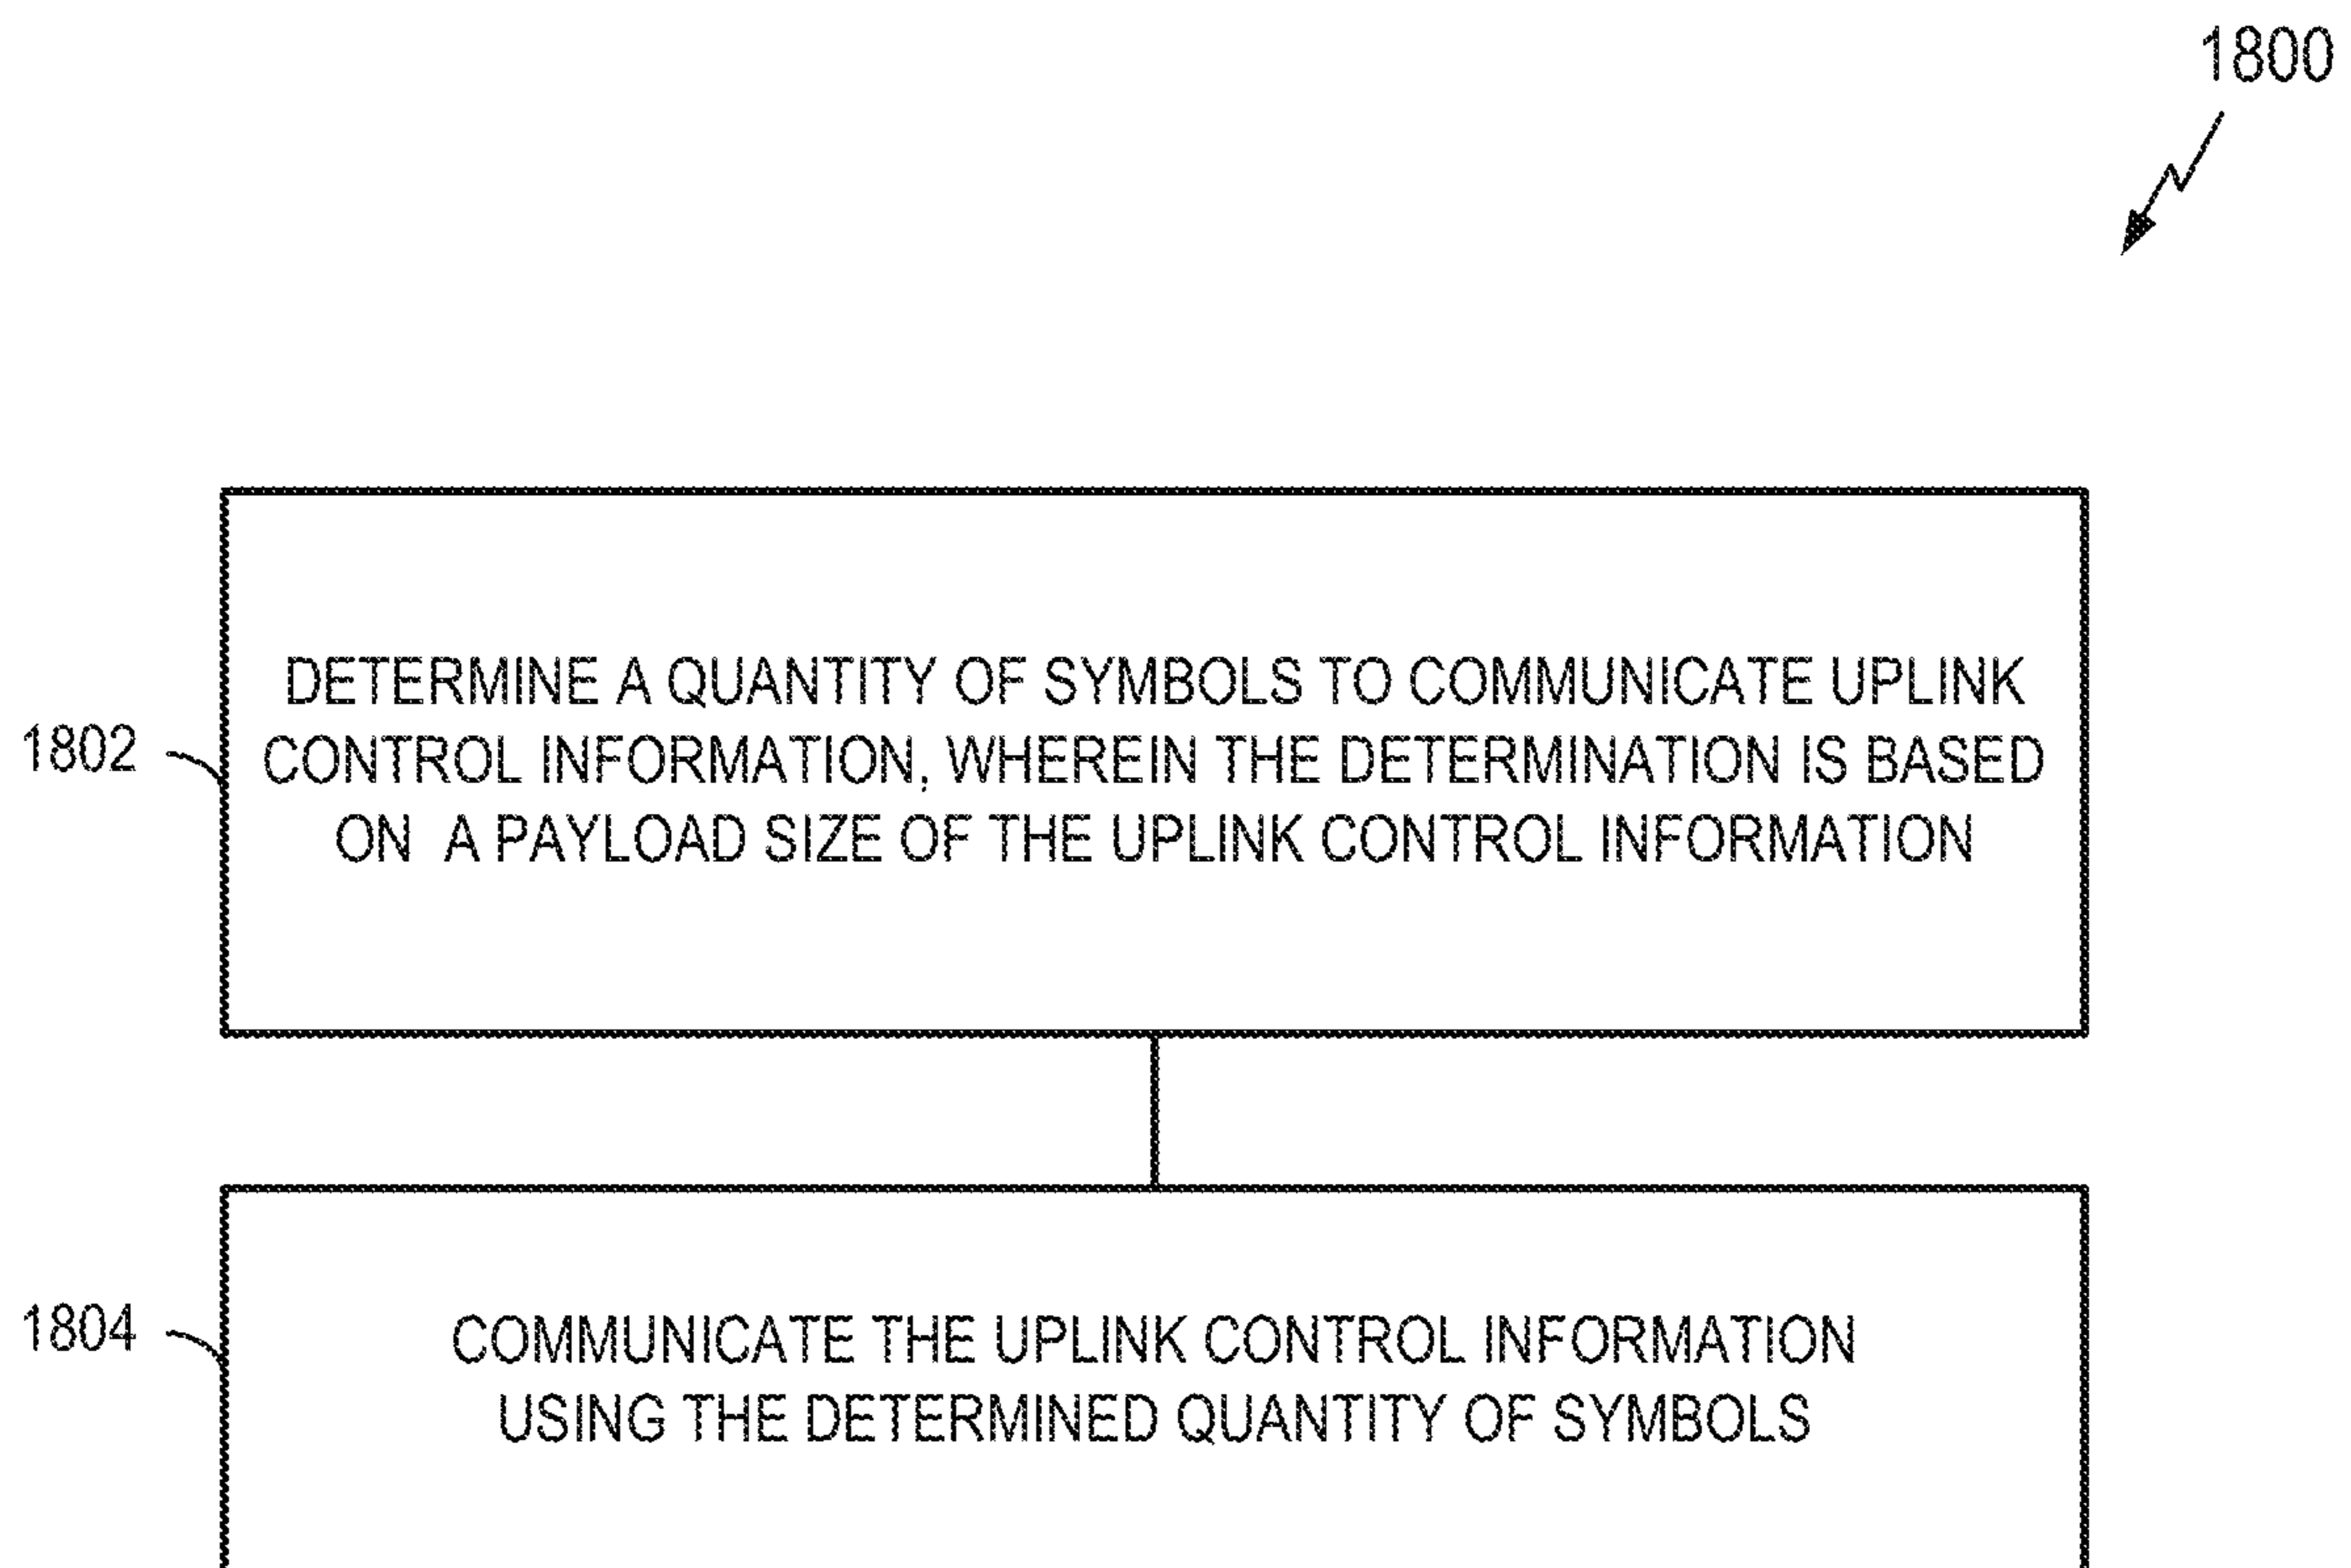 1800
DETERMINE A QUANTITY OF SYMBOLS TO COMMUNICATE UPLINK
1802
CONTROL INFORMATION, WHEREIN THE DETERMINATION IS BASED
ON A PAYLOAD SIZE OF THE UPLINK CONTROL INFORMATION
1804
COMMUNICATE THE UPLINK CONTROL INFORMATION
USING THE DETERMINED QUANTITY OF SYMBOLS